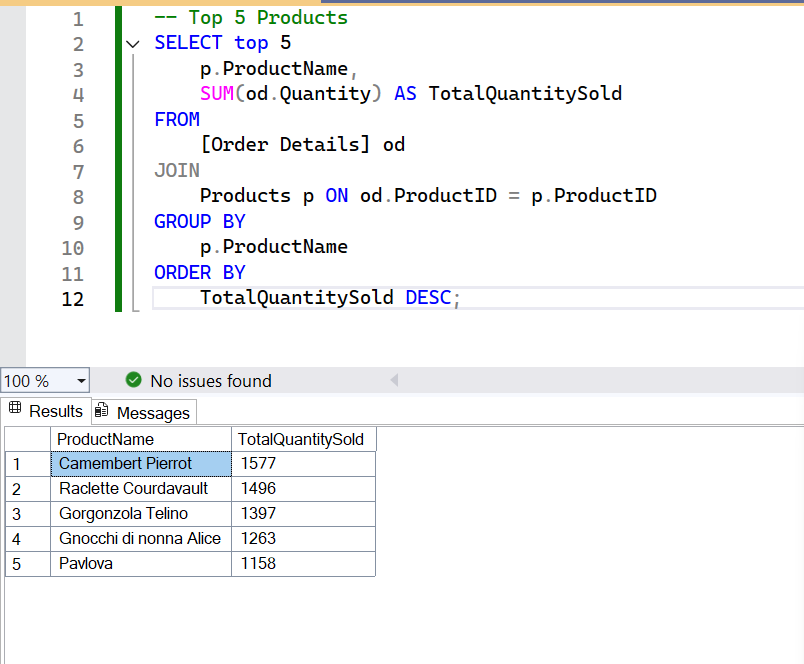 1 -- Top 5 Products
2 SELECT top 5
3 p.ProductName,
4 SUM(od.Quantity) AS TotalQuantitySold
5 FROM
6 [Order Details] od
7 JOIN
8 Products p ON od.ProductID = p.ProductID
9 GROUP BY
10 p.ProductName
11 ORDER BY
12 TotalQuantitySold DESC;
100 % No issues found
Results Messages
ProductName TotalQuantitySold
1 Camembert Pierrot 1577
2 Raclette Courdavault 1496
3 Gorgonzola Telino 1397
4 Gnocchi di nonna Alice 1263
5 Pavlova 1158